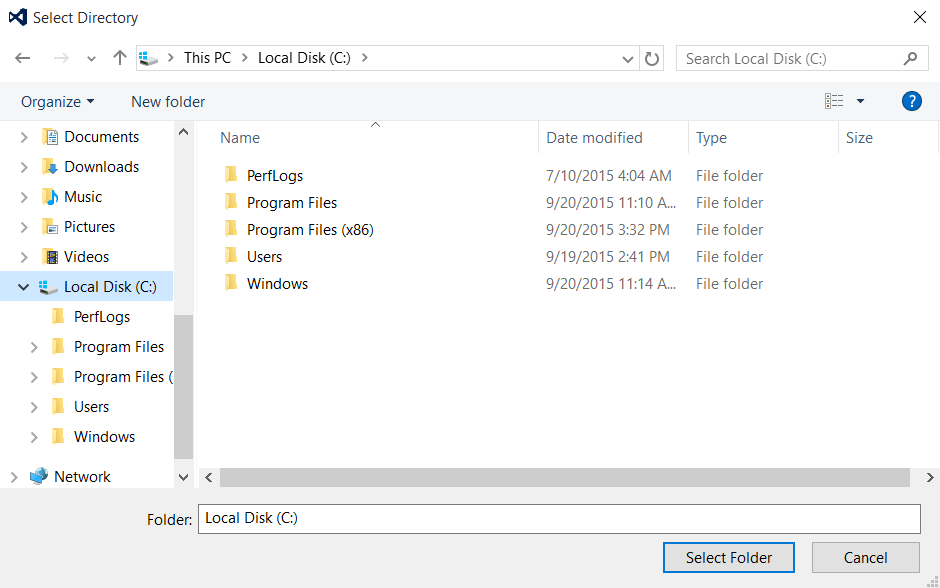 Select Directory
This PC Local Disk (C:)
Search Local Disk (C:)
Organize New folder
?
Name Date modified Type Size
Documents
Downloads
Music
Pictures
Videos
Local Disk (C:)
PerfLogs
Program Files
Program Files (
Users
Windows
Network
PerfLogs 7/10/2015 4:04 AM File folder
Program Files 9/20/2015 11:10 A... File folder
Program Files (x86) 9/20/2015 3:32 PM File folder
Users 9/19/2015 2:41 PM File folder
Windows 9/20/2015 11:14 A... File folder
Folder: Local Disk (C:)
Select Folder Cancel